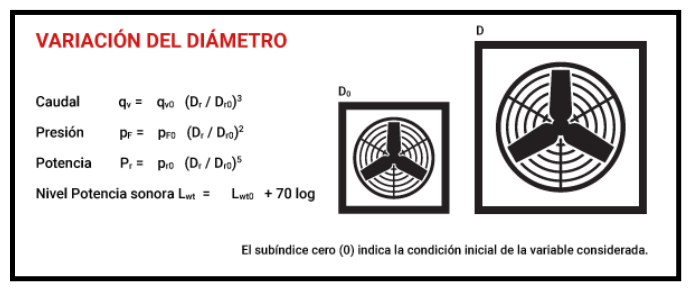 VARIACIÓN DEL DIÁMETRO
D
D₀
Caudal qᵥ = qᵥ₀ (Dᵣ / Dᵣ₀)³
Presión p_F = p_F₀ (Dᵣ / Dᵣ₀)²
Potencia Pᵣ = pᵣ₀ (Dᵣ / Dᵣ₀)⁵
Nivel Potencia sonora L_wt = L_wt0 + 70 log
El subíndice cero (0) indica la condición inicial de la variable considerada.